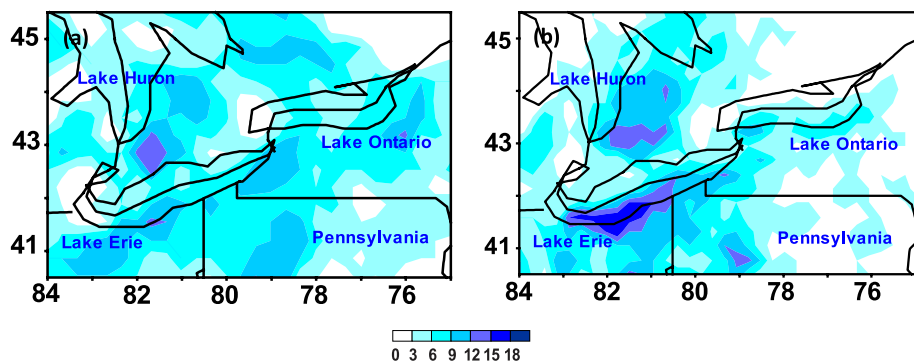 (a)
Lake Huron
Lake Ontario
Lake Erie
Pennsylvania
45
43
41
84 82 80 78 76
(b)
Lake Huron
Lake Ontario
Lake Erie
Pennsylvania
45
43
41
84 82 80 78 76
0 3 6 9 12 15 18